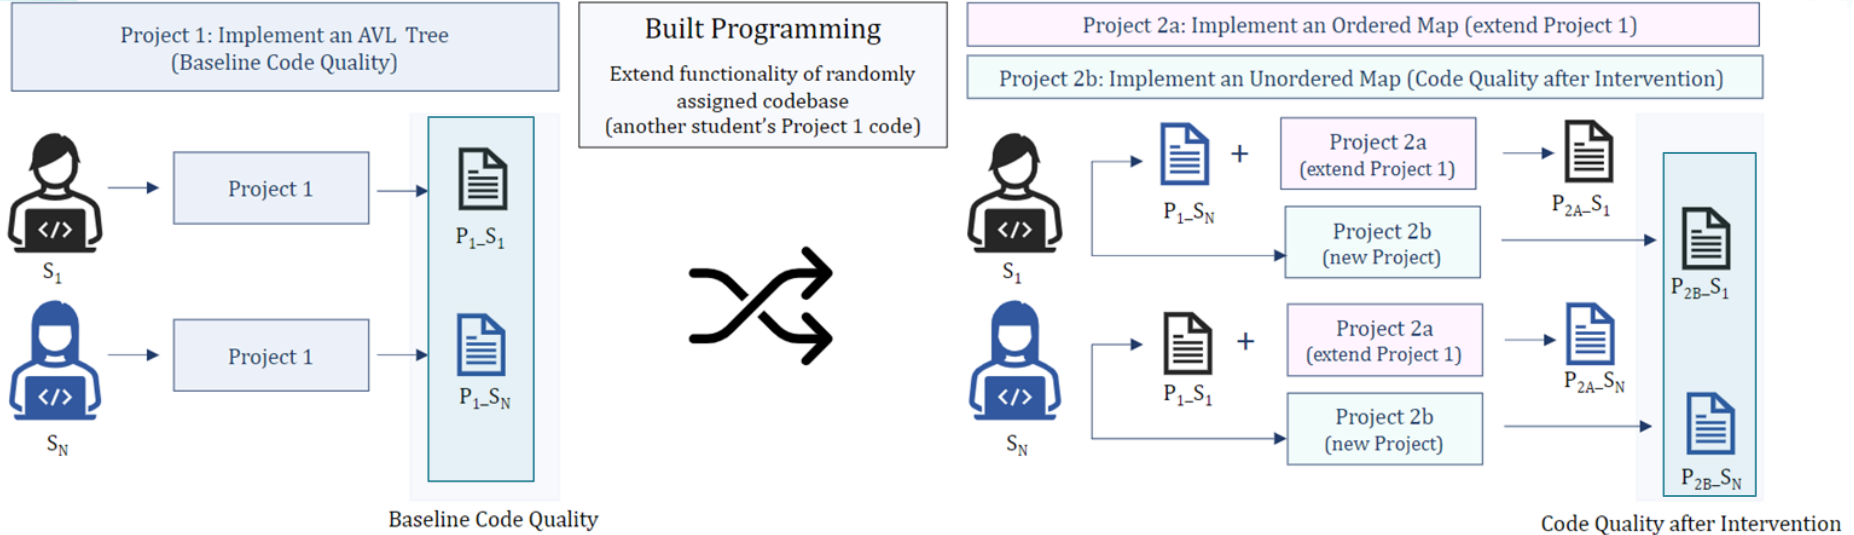 Project 1: Implement an AVL Tree
(Baseline Code Quality)
Built Programming
Extend functionality of randomly
assigned codebase
(another student's Project 1 code)
Project 2a: Implement an Ordered Map (extend Project 1)
Project 2b: Implement an Unordered Map (Code Quality after Intervention)
</>
S1
Project 1
P1_S1
</>
SN
Project 1
P1_SN
Baseline Code Quality
</>
S1
P1_SN
+
Project 2a
(extend Project 1)
P2A_S1
Project 2b
(new Project)
P2B_S1
</>
SN
P1_S1
+
Project 2a
(extend Project 1)
P2A_SN
Project 2b
(new Project)
P2B_SN
Code Quality after Intervention